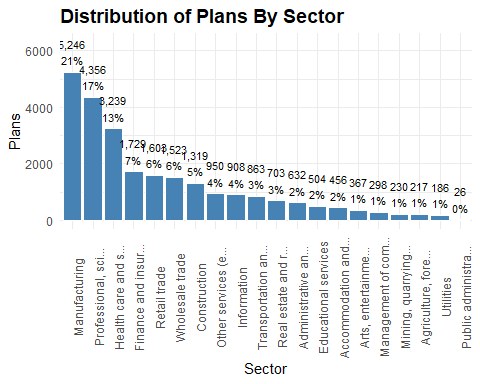 Distribution of Plans By Sector
Plans
6000
4000
2000
0
5,246
21%
4,356
17%
3,239
13%
1,729
7%
1,603
6%
1,523
6%
1,319
5%
950
4%
908
4%
863
3%
703
3%
632
2%
504
2%
456
2%
367
1%
298
1%
230
1%
217
1%
186
1%
26
0%
Manufacturing
Professional, sci...
Health care and s...
Finance and insur...
Retail trade
Wholesale trade
Construction
Other services (e...
Information
Transportation an...
Real estate and r...
Administrative an...
Educational services
Accommodation and...
Arts, entertainme...
Management of com...
Mining, quarrying...
Agriculture, fore...
Utilities
Public administra...
Sector